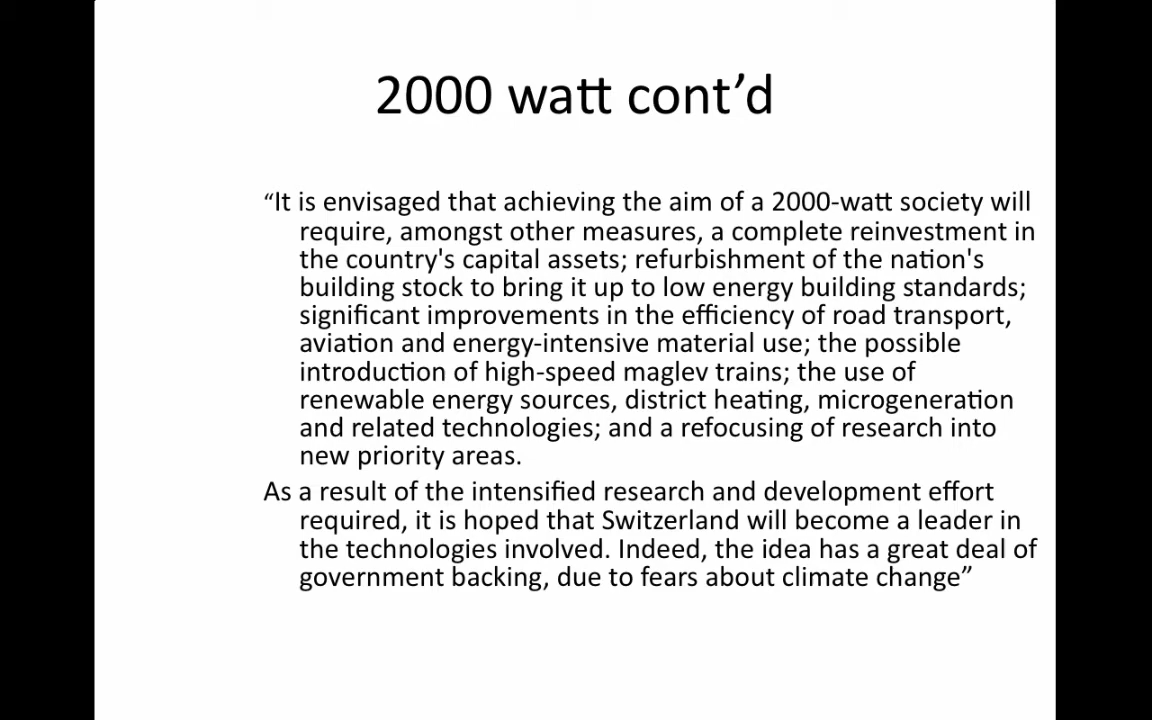 2000 watt cont’d
“It is envisaged that achieving the aim of a 2000-watt society will
require, amongst other measures, a complete reinvestment in
the country's capital assets; refurbishment of the nation's
building stock to bring it up to low energy building standards;
significant improvements in the efficiency of road transport,
aviation and energy-intensive material use; the possible
introduction of high-speed maglev trains; the use of
renewable energy sources, district heating, microgeneration
and related technologies; and a refocusing of research into
new priority areas.
As a result of the intensified research and development effort
required, it is hoped that Switzerland will become a leader in
the technologies involved. Indeed, the idea has a great deal of
government backing, due to fears about climate change”